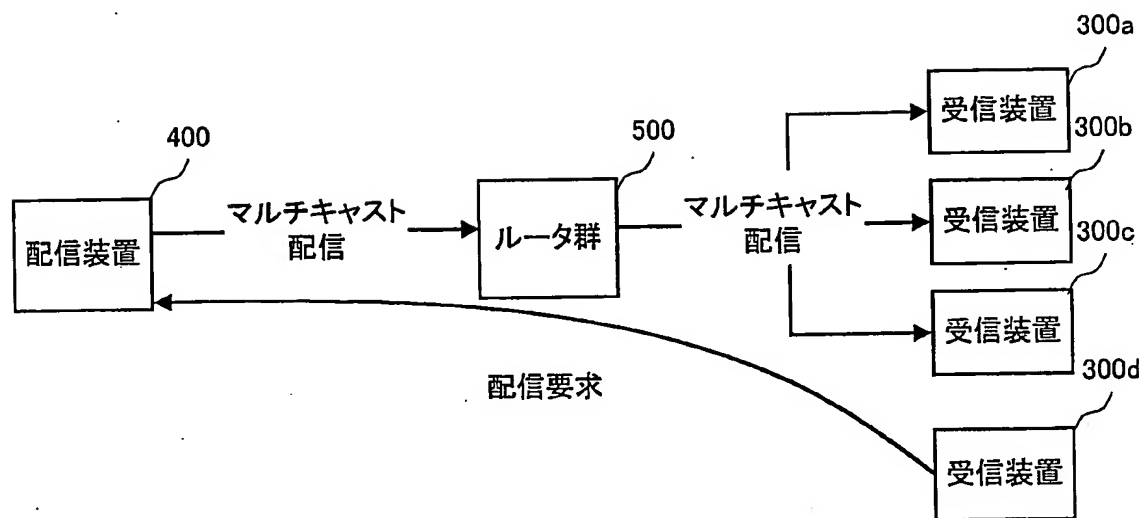 300a
受信装置
400
500
300b
マルチキャスト
配信
マルチキャスト
配信
受信装置
配信装置
ルータ群
300c
受信装置
配信要求
300d
受信装置